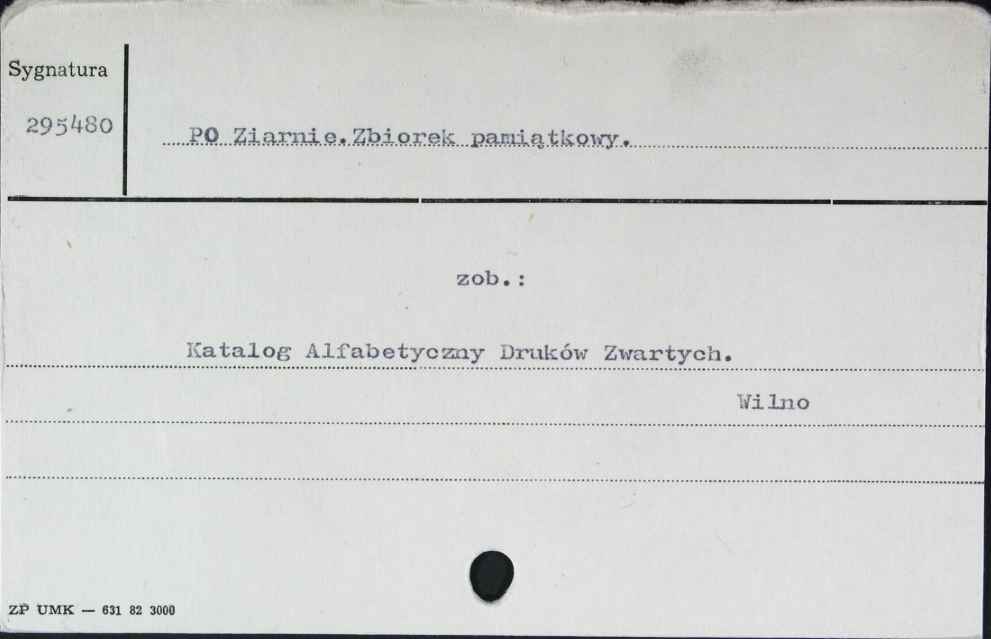 Sygnatura
295480
PO Ziarnie.Zbiorek pamiątkowy.
zob.:
Katalog Alfabetyczny Druków Zwartych.
Wilno
ZP UMK — 631 82 3000